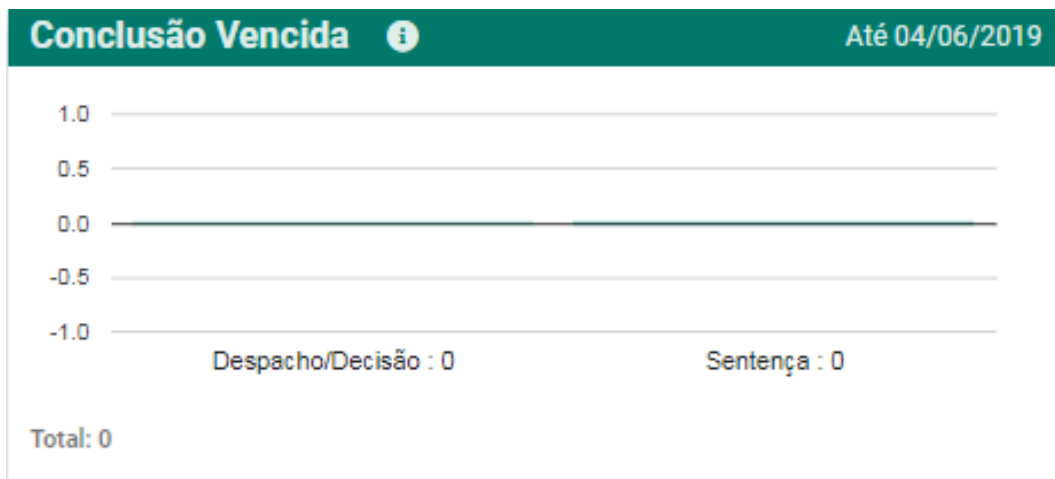 Conclusão Vencida Até 04/06/2019
1.0
0.5
0.0
-0.5
-1.0
Despacho/Decisão : 0 Sentença : 0
Total: 0